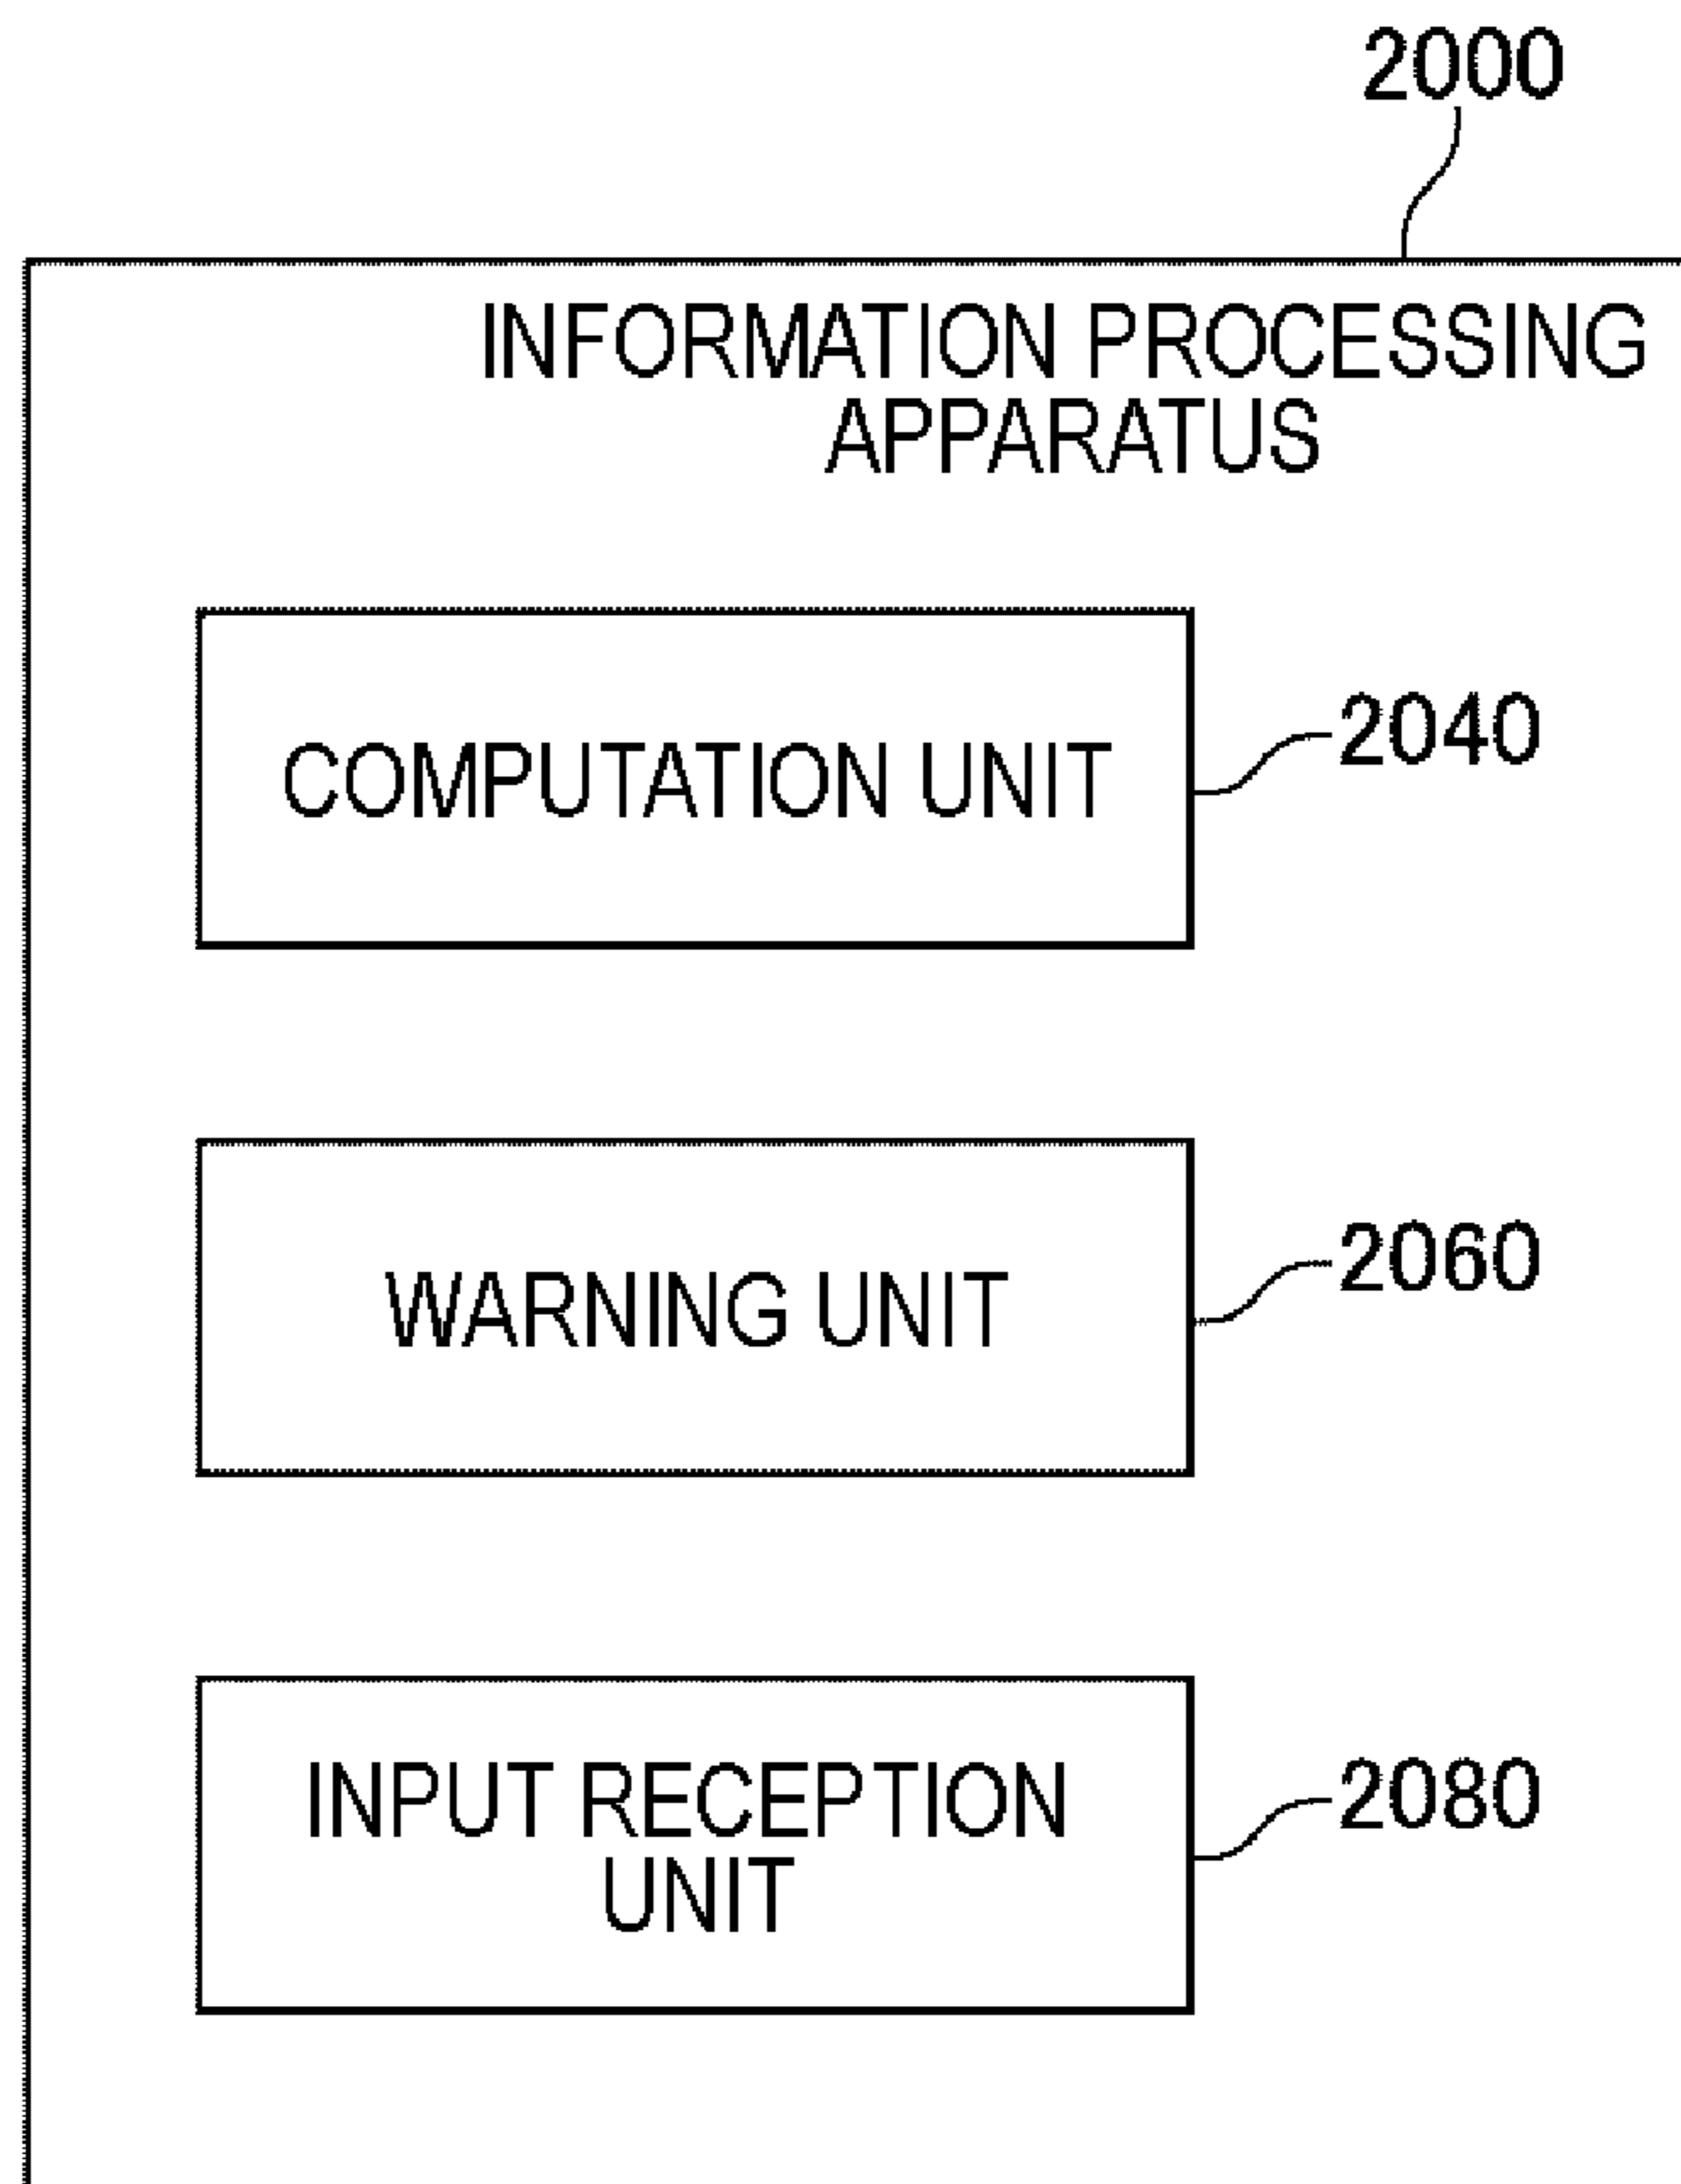 2000
INFORMATION PROCESSING
APPARATUS
COMPUTATION UNIT
2040
WARNING UNIT
2060
INPUT RECEPTION
UNIT
2080